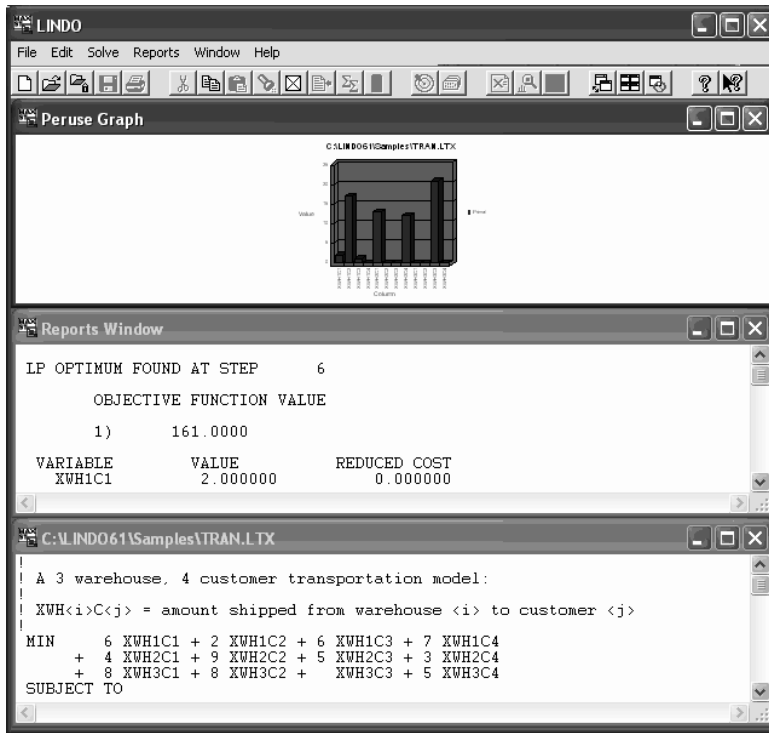 LINDO
File Edit Solve Reports Window Help
Peruse Graph
C:\LINDO61\Samples\TRAN.LTX
Value
Column
Reports Window
LP OPTIMUM FOUND AT STEP 6
OBJECTIVE FUNCTION VALUE
1) 161.0000
VARIABLE VALUE REDUCED COST
XWH1C1 2.000000 0.000000
C:\LINDO61\Samples\TRAN.LTX
!
! A 3 warehouse, 4 customer transportation model:
!
! XWH<i>C<j> = amount shipped from warehouse <i> to customer <j>
!
MIN 6 XWH1C1 + 2 XWH1C2 + 6 XWH1C3 + 7 XWH1C4
+ 4 XWH2C1 + 9 XWH2C2 + 5 XWH2C3 + 3 XWH2C4
+ 8 XWH3C1 + 8 XWH3C2 + XWH3C3 + 5 XWH3C4
SUBJECT TO